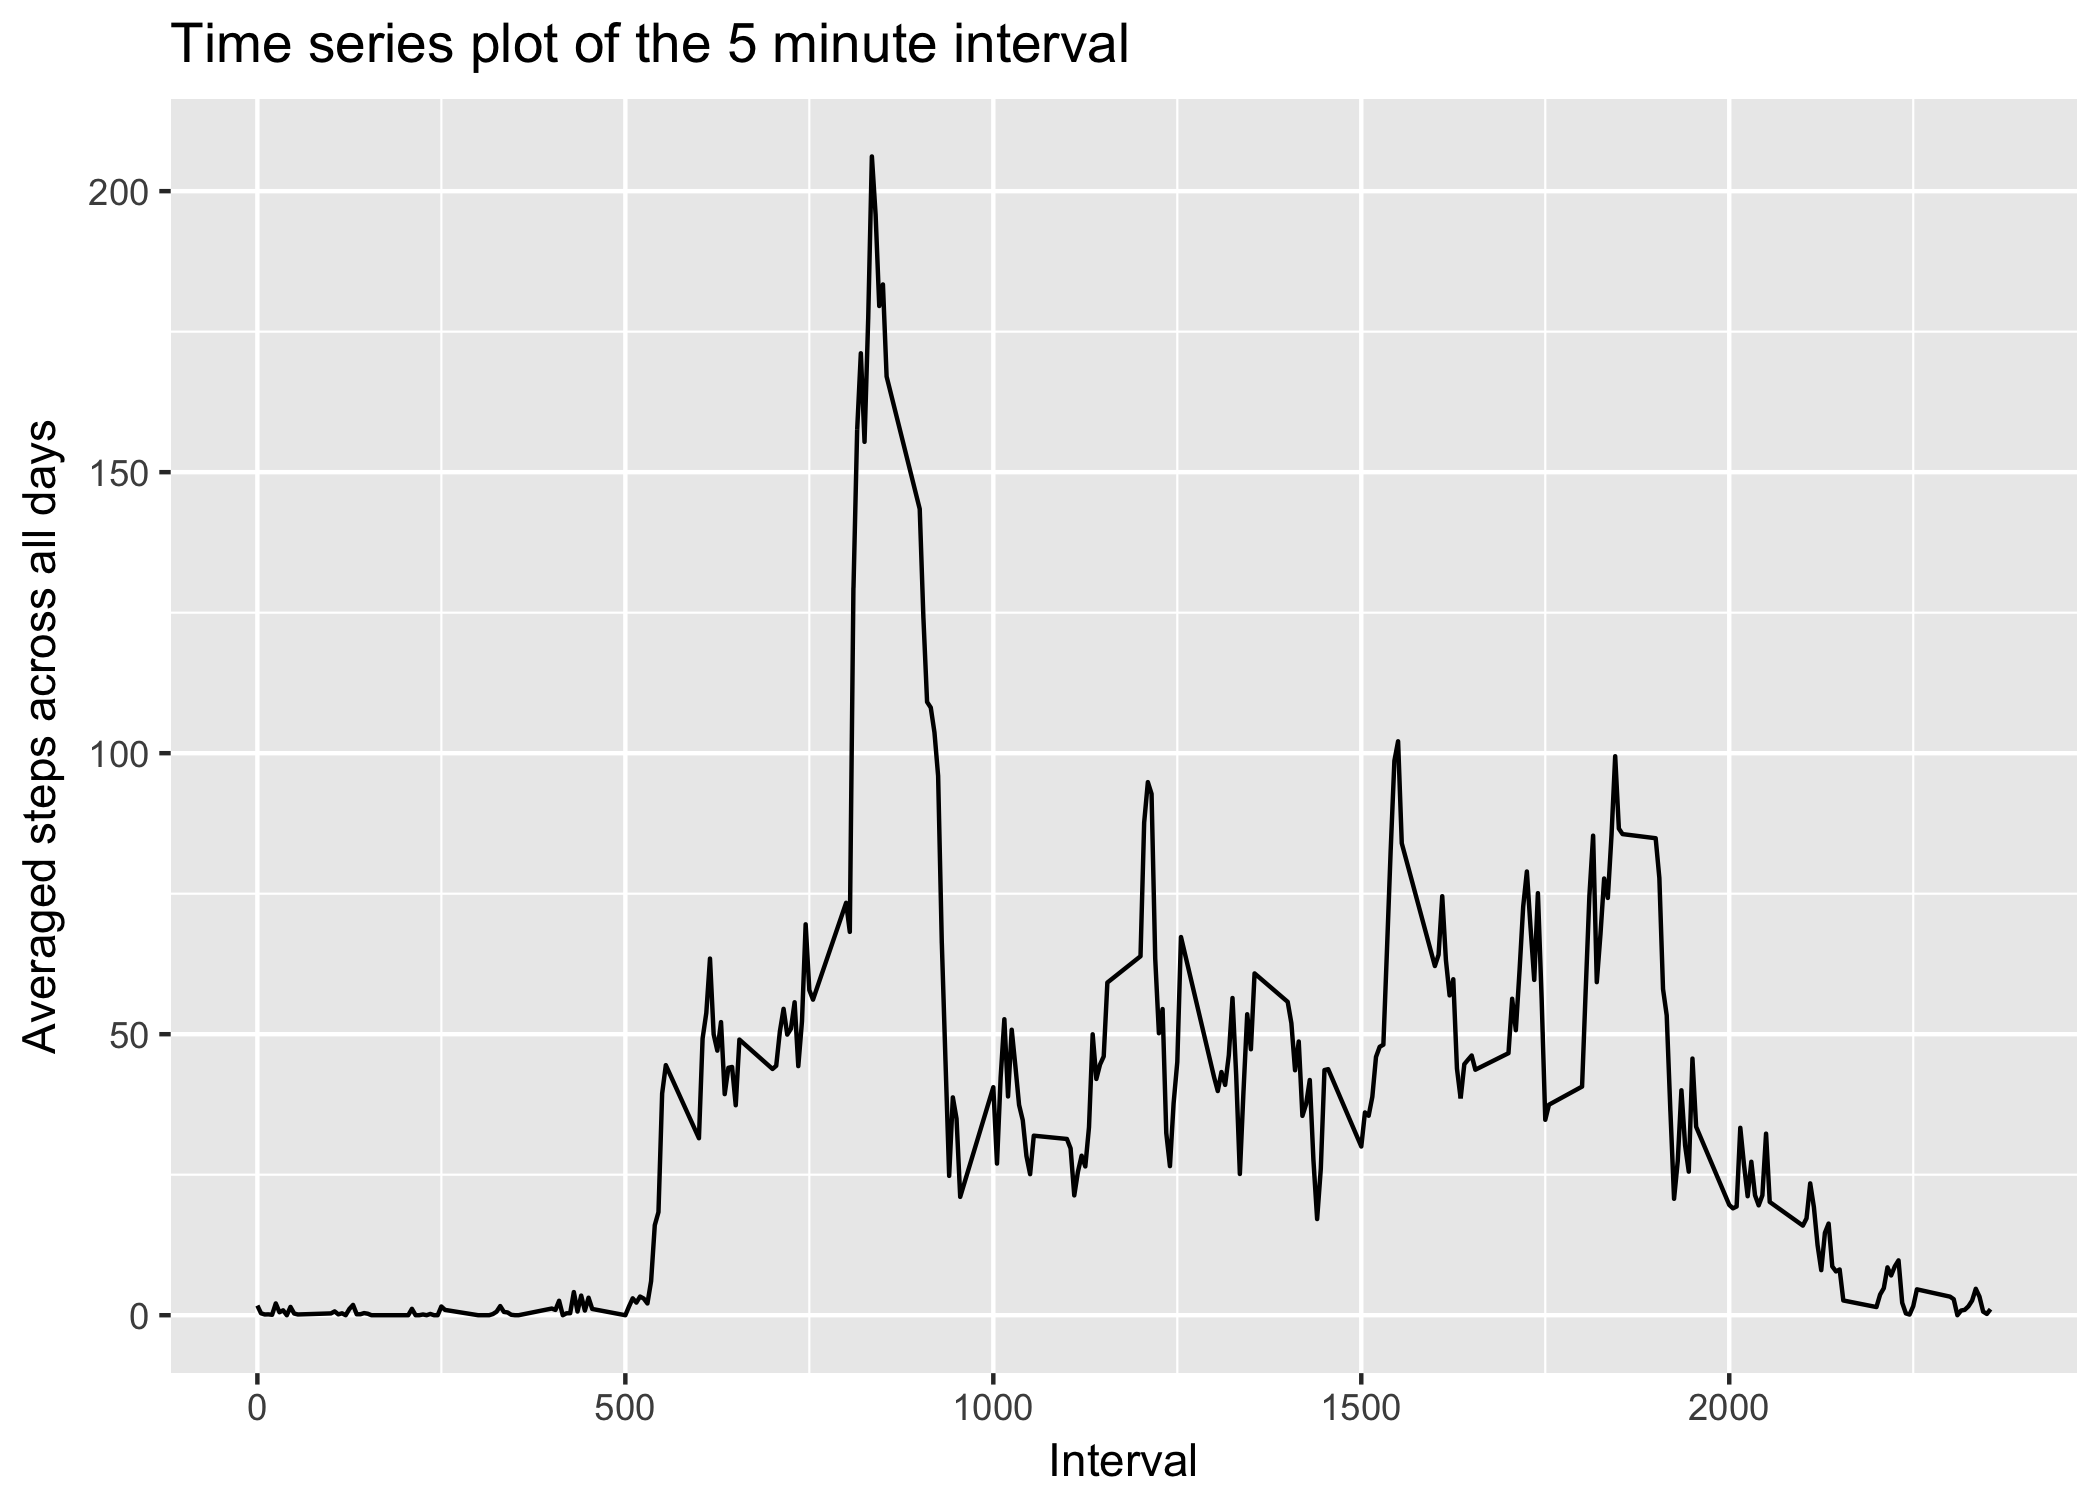 Time series plot of the 5 minute interval
Averaged steps across all days
200
150
100
50
0
0 500 1000 1500 2000
Interval